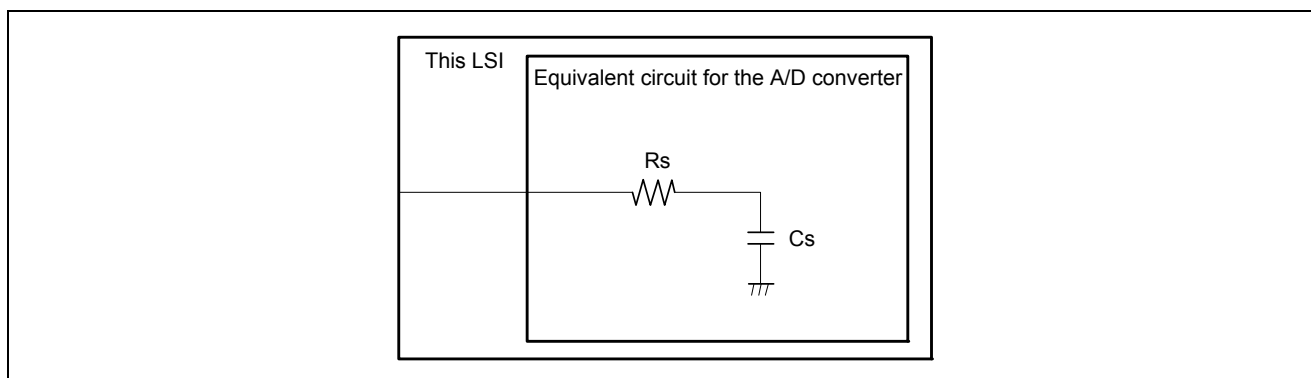 This LSI
Equivalent circuit for the A/D converter
Rs
Cs